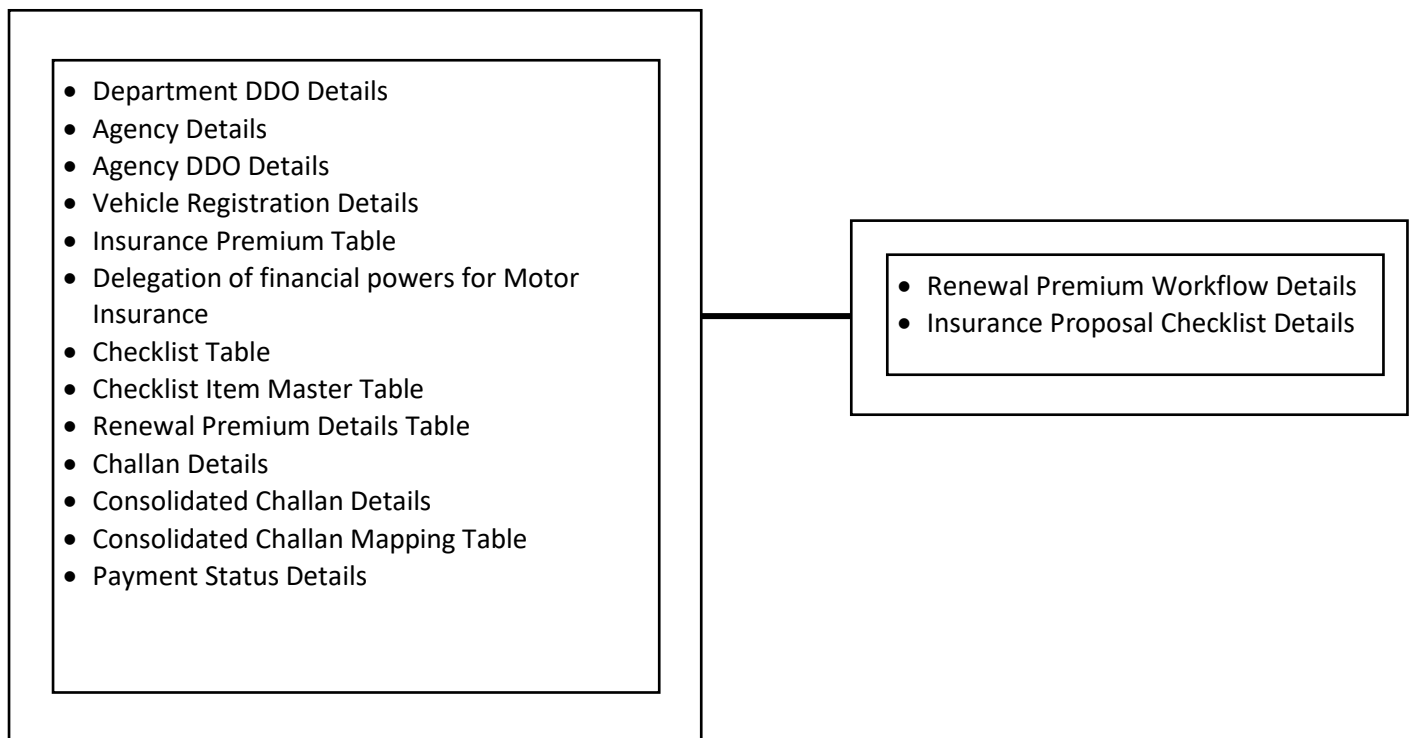 • Department DDO Details
• Agency Details
• Agency DDO Details
• Vehicle Registration Details
• Insurance Premium Table
• Delegation of financial powers for Motor
Insurance
• Checklist Table
• Checklist Item Master Table
• Renewal Premium Details Table
• Challan Details
• Consolidated Challan Details
• Consolidated Challan Mapping Table
• Payment Status Details
• Renewal Premium Workflow Details
• Insurance Proposal Checklist Details